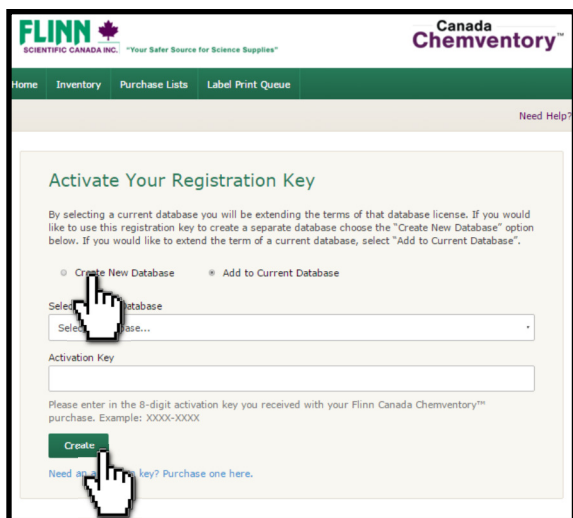 FLINN
SCIENTIFIC CANADA INC. "Your Safer Source for Science Supplies"
Canada
Chemventory™
Home Inventory Purchase Lists Label Print Queue
Need Help?
Activate Your Registration Key
By selecting a current database you will be extending the terms of that database license. If you would
like to use this registration key to create a separate database choose the "Create New Database" option
below. If you would like to extend the term of a current database, select "Add to Current Database".
Create New Database Add to Current Database
Database
Activation Key
Please enter in the 8-digit activation key you received with your Flinn Canada Chemventory™
purchase. Example: XXXX-XXXX
Create
Need an key? Purchase one here.